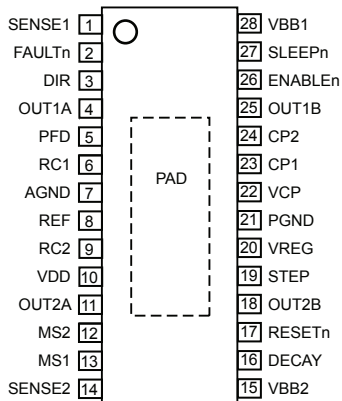 SENSE1 1 28 VBB1
FAULTn 2 27 SLEEPn
DIR 3 26 ENABLEn
OUT1A 4 25 OUT1B
PFD 5 24 CP2
RC1 6 23 CP1
PAD
AGND 7 22 VCP
REF 8 21 PGND
RC2 9 20 VREG
VDD 10 19 STEP
OUT2A 11 18 OUT2B
MS2 12 17 RESETn
MS1 13 16 DECAY
SENSE2 14 15 VBB2